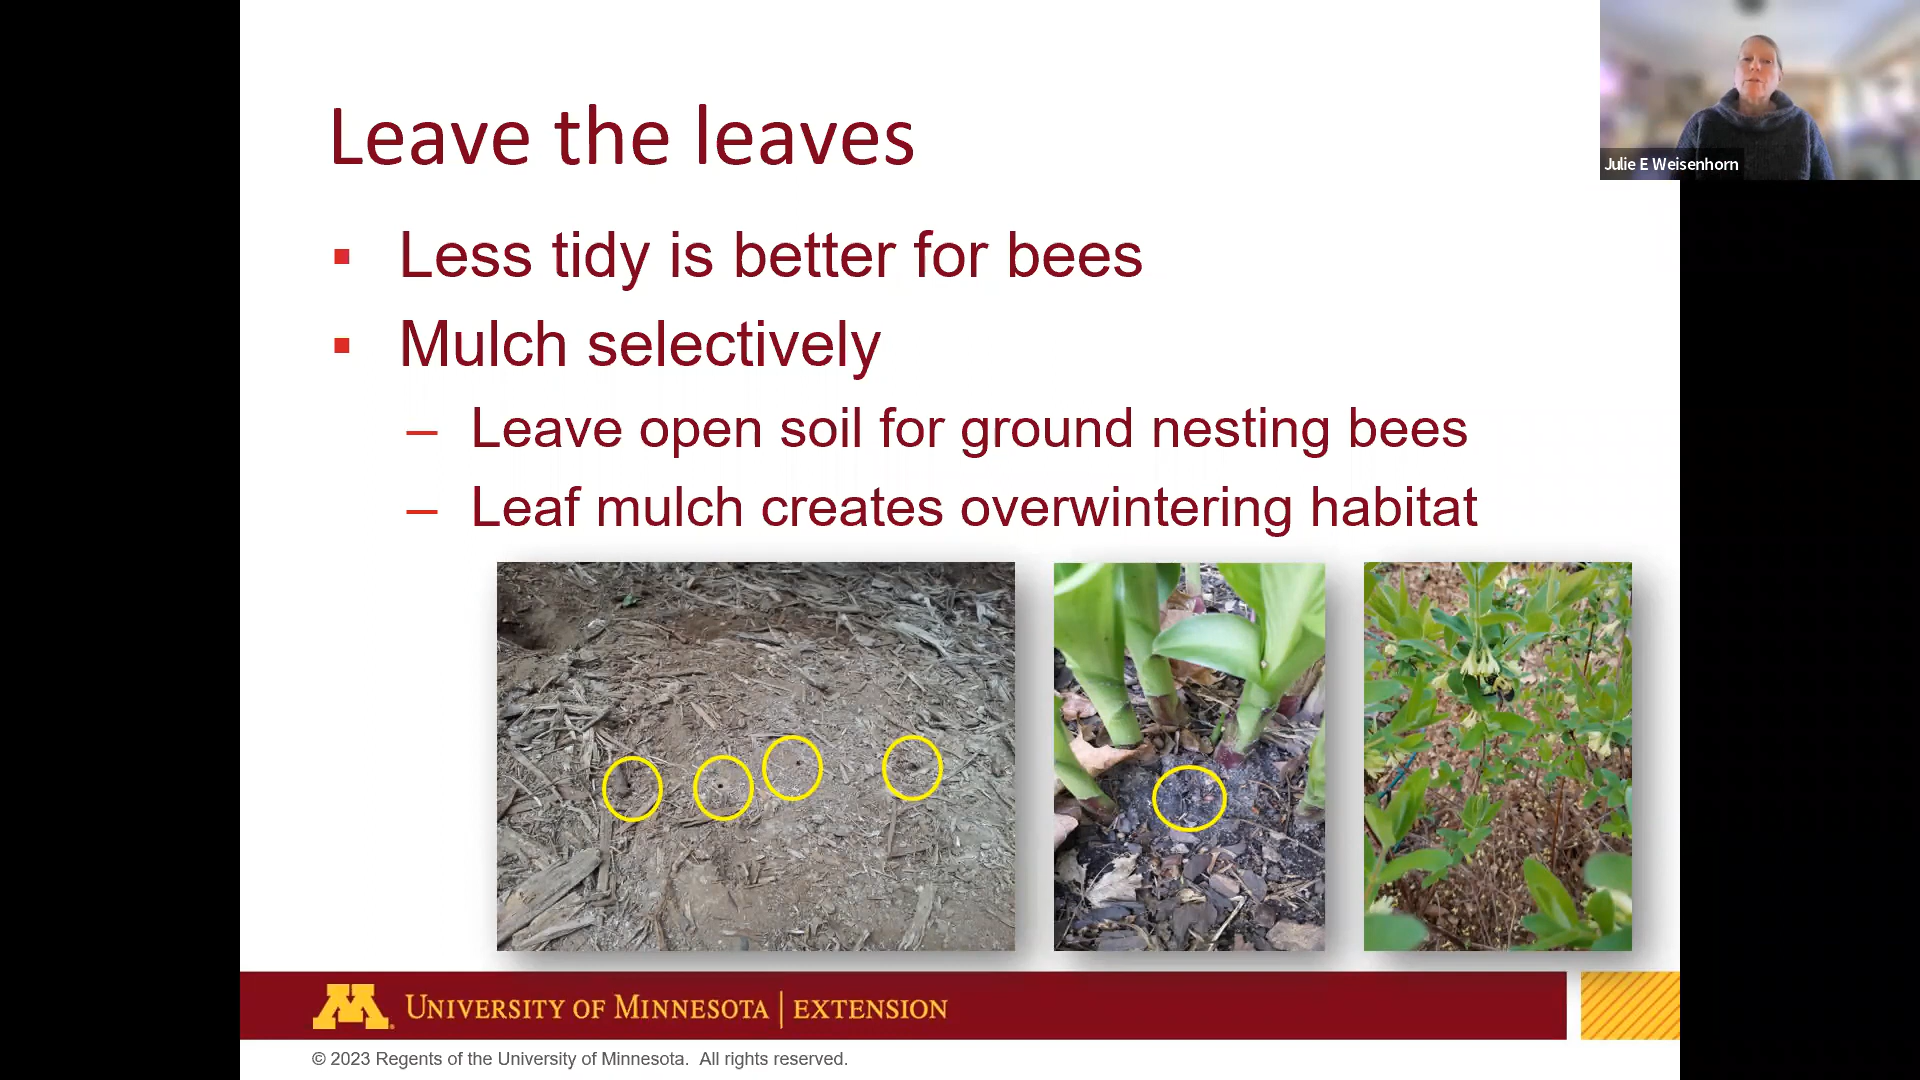 Leave the leaves
Julie E Weisenhorn
▪ Less tidy is better for bees
▪ Mulch selectively
– Leave open soil for ground nesting bees
– Leaf mulch creates overwintering habitat
M UNIVERSITY OF MINNESOTA | EXTENSION
© 2023 Regents of the University of Minnesota. All rights reserved.